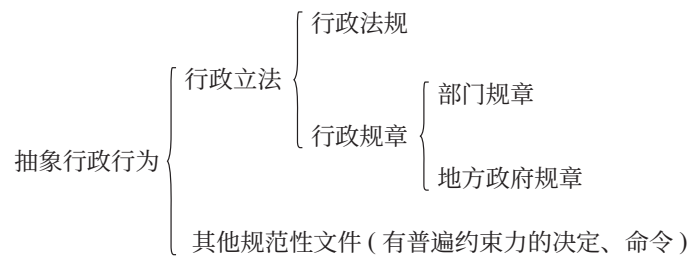 行政法规
行政立法
部门规章
行政规章
抽象行政行为
地方政府规章
其他规范性文件 ( 有普遍约束力的决定、命令 )